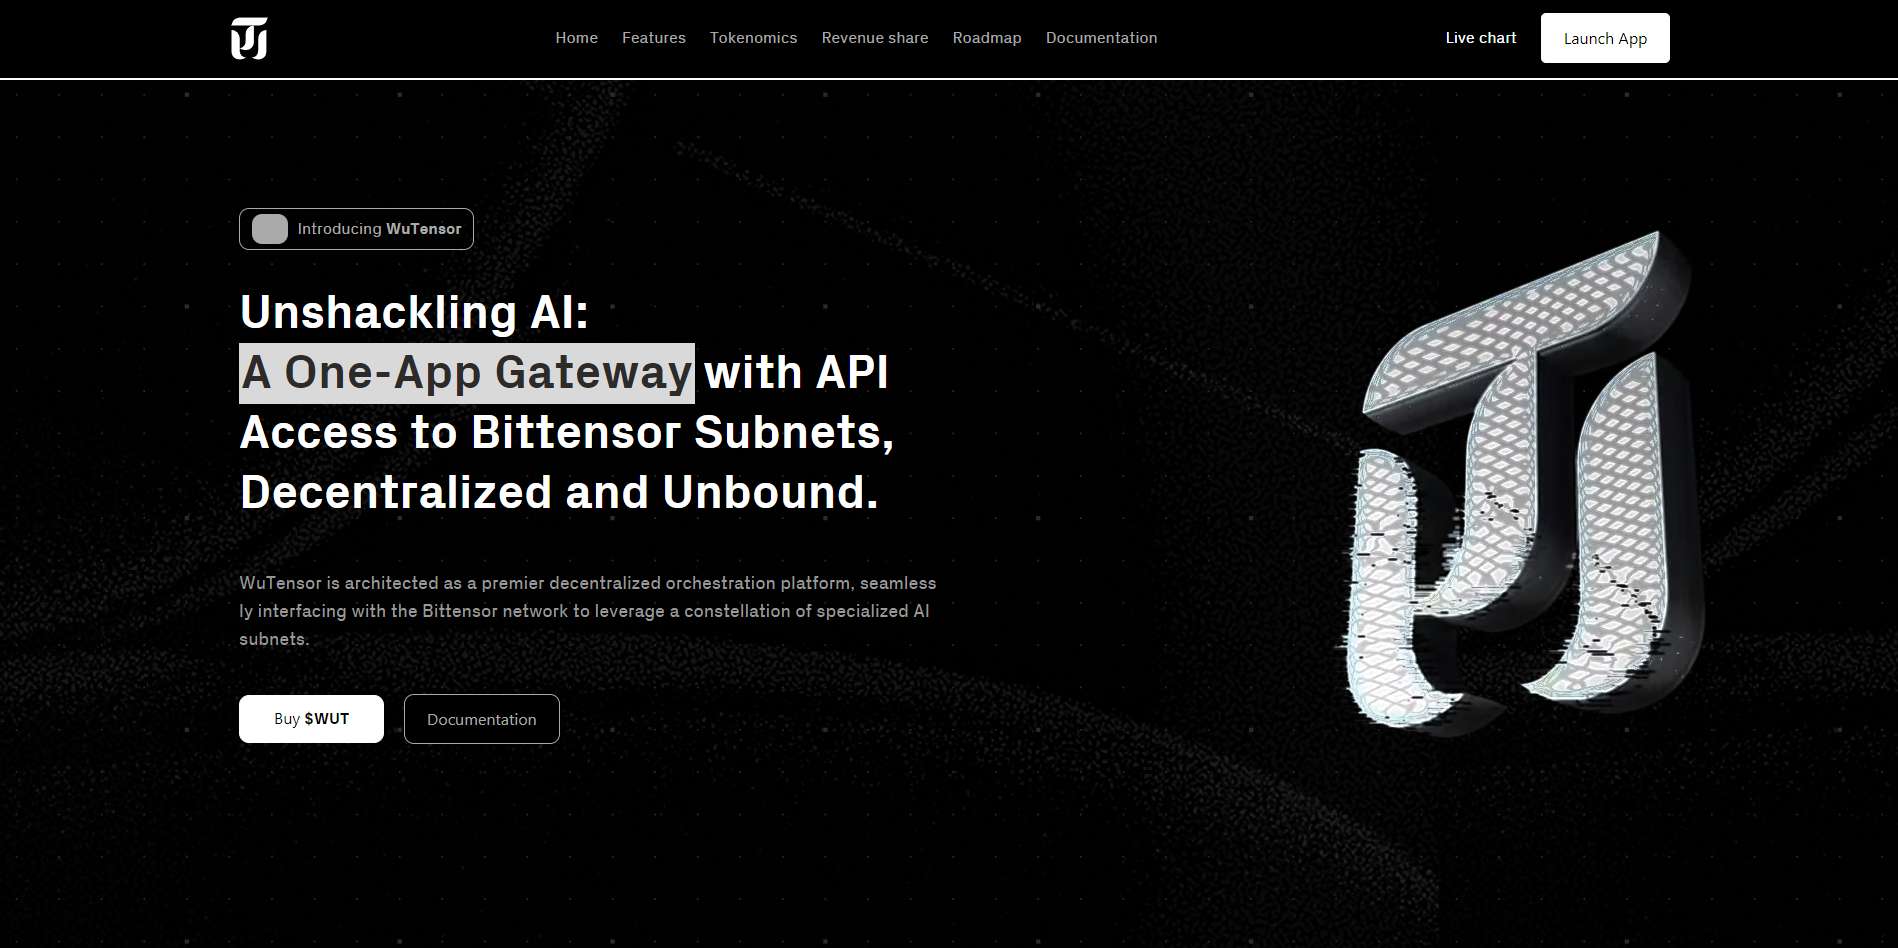 Home Features Tokenomics Revenue share Roadmap Documentation Live chart Launch App
Introducing WuTensor
Unshackling AI:
A One-App Gateway with API
Access to Bittensor Subnets,
Decentralized and Unbound.
WuTensor is architected as a premier decentralized orchestration platform, seamless
ly interfacing with the Bittensor network to leverage a constellation of specialized AI
subnets.
Buy $WUT Documentation